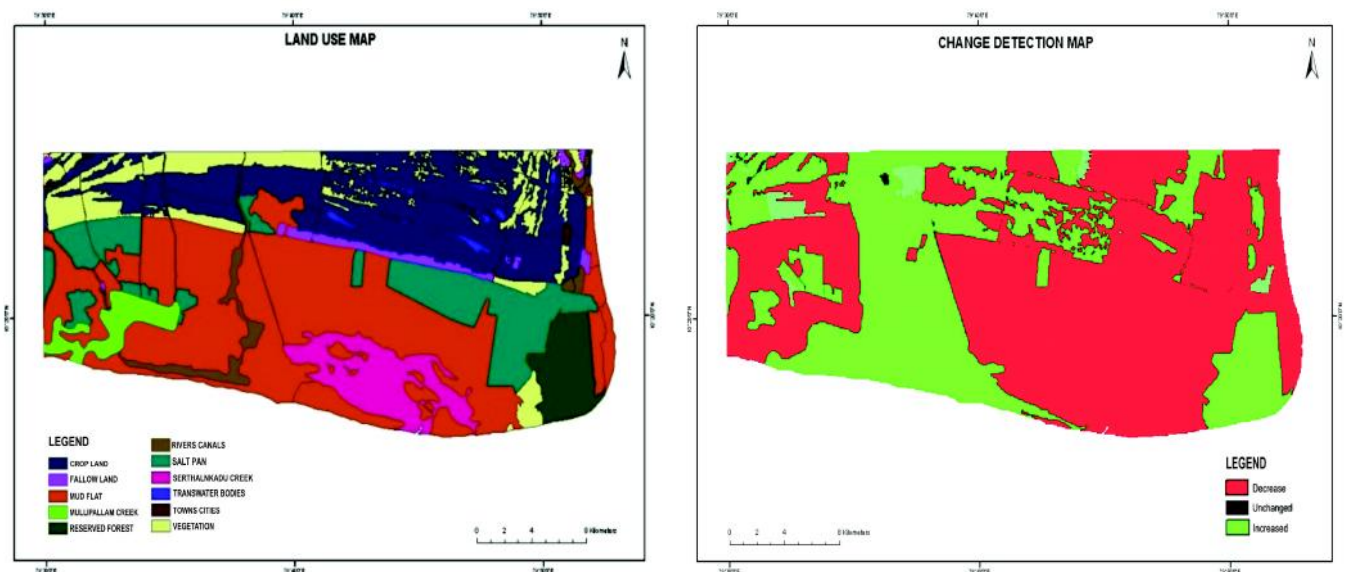 LAND USE MAP
N
LEGEND
CROP LAND
FALLOW LAND
MUD FLAT
MULLIPALLAM CREEK
RESERVED FOREST
RIVERS CANALS
SALT PAN
SERTHALNKADU CREEK
TRANSWATER BODIES
TOWNS CITIES
VEGETATION
0 2 4 8 Kilometers
CHANGE DETECTION MAP
N
LEGEND
Decrease
Unchanged
Increased
0 2 4 8 Kilometers